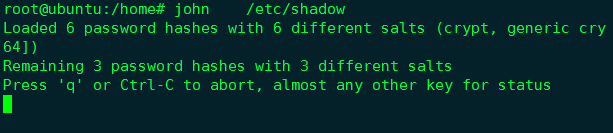 root@ubuntu:/home# john    /etc/shadow
Loaded 6 password hashes with 6 different salts (crypt, generic cry
64])
Remaining 3 password hashes with 3 different salts
Press 'q' or Ctrl-C to abort, almost any other key for status